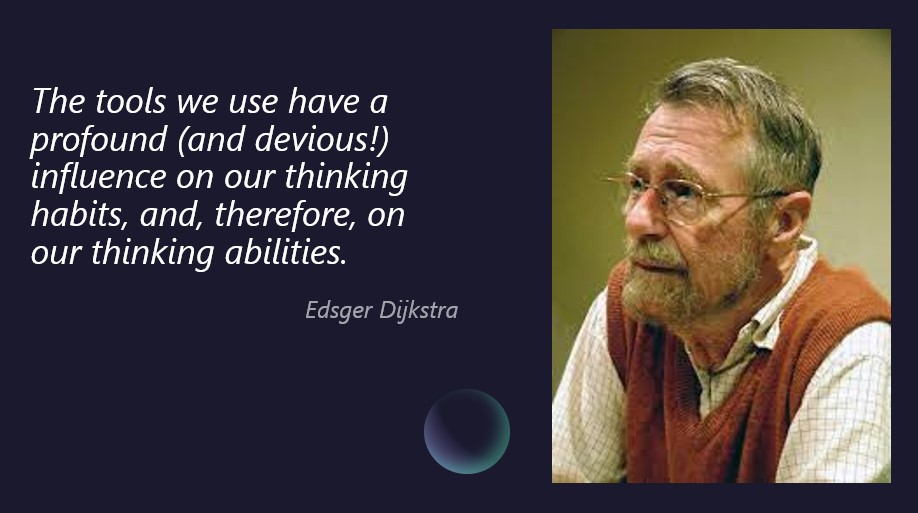 The tools we use have a
profound (and devious!)
influence on our thinking
habits, and, therefore, on
our thinking abilities.
Edsger Dijkstra